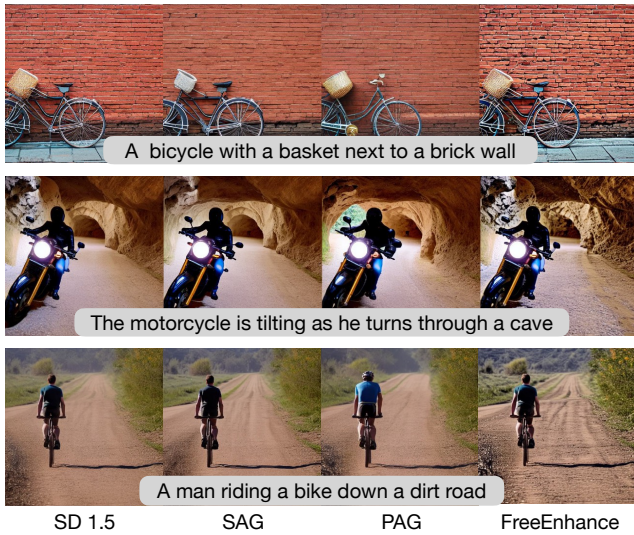 A bicycle with a basket next to a brick wall
The motorcycle is tilting as he turns through a cave
A man riding a bike down a dirt road
SD 1.5 SAG PAG FreeEnhance